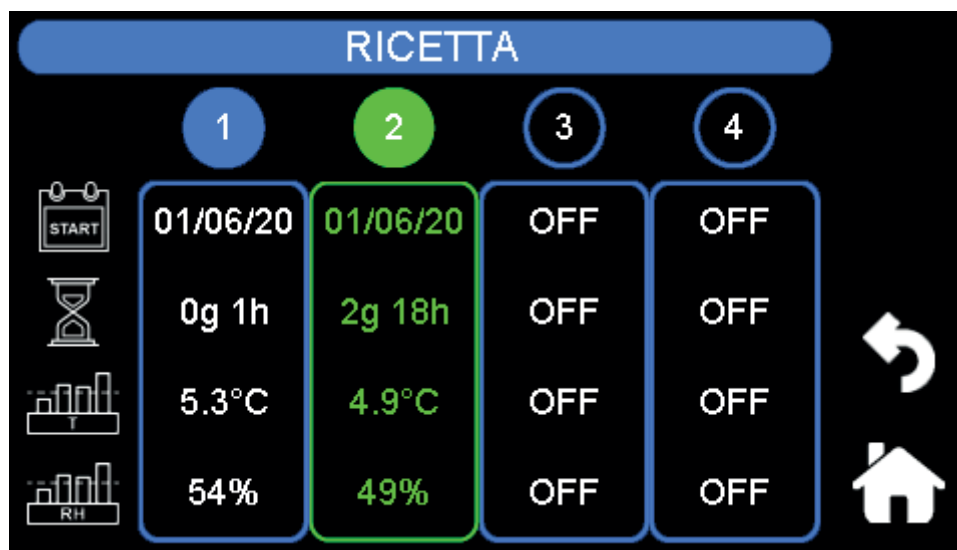 RICETTA
1 2 3 4
START 01/06/20 01/06/20 OFF OFF
0g 1h 2g 18h OFF OFF
T 5.3°C 4.9°C OFF OFF
RH 54% 49% OFF OFF